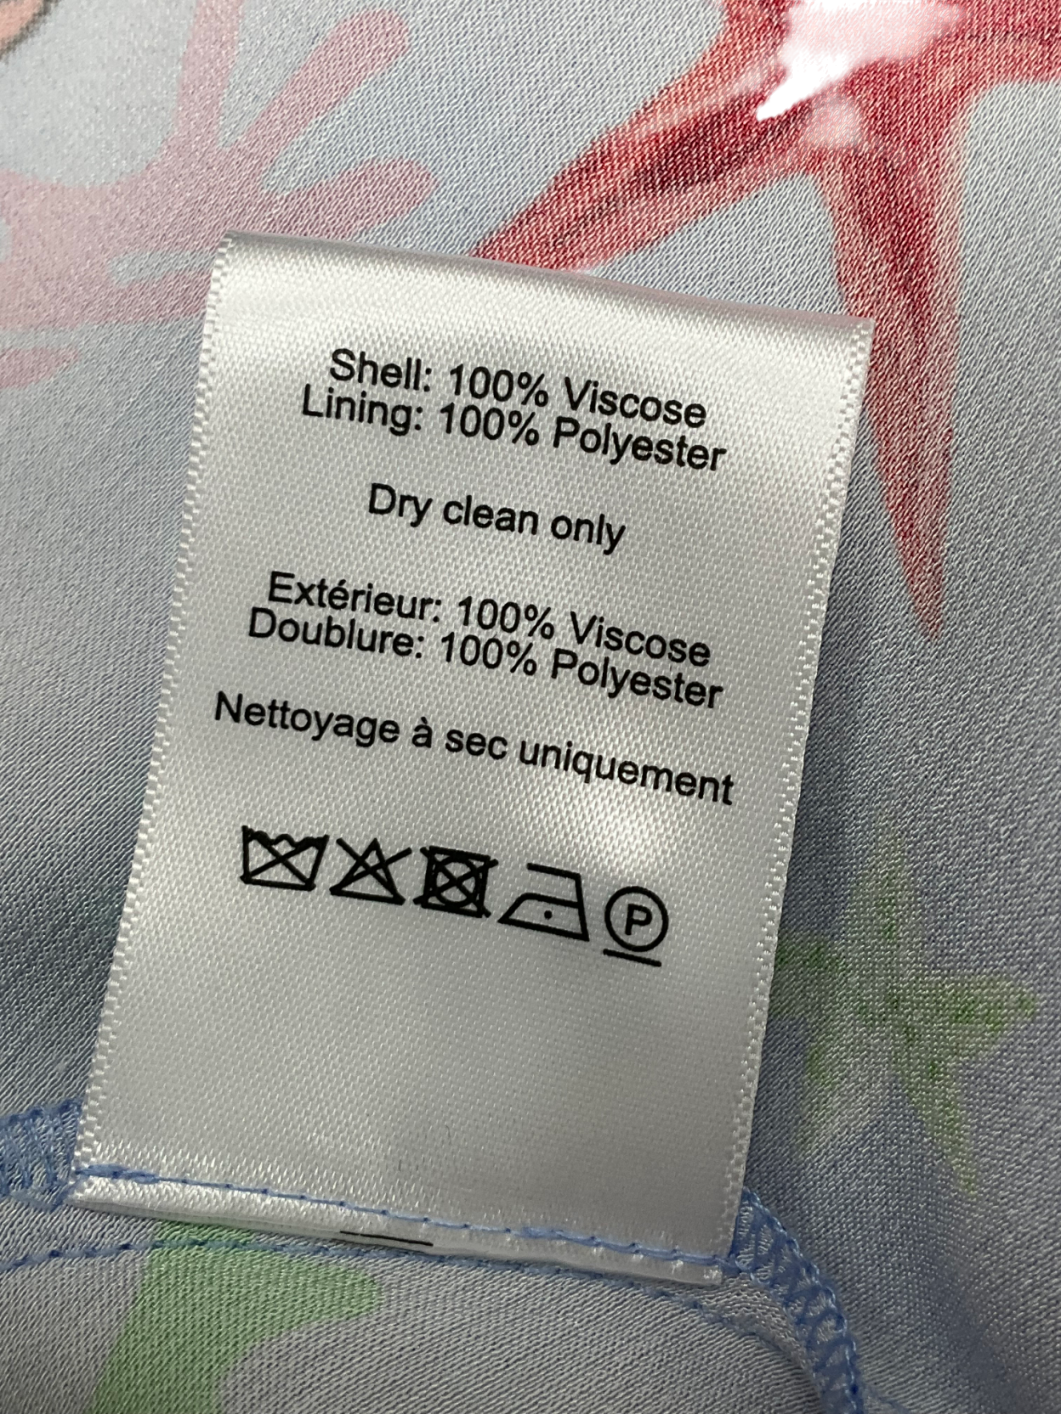 Shell: 100% Viscose
Lining: 100% Polyester
Dry clean only
Extérieur: 100% Viscose
Doublure: 100% Polyester
Nettoyage à sec uniquement
P